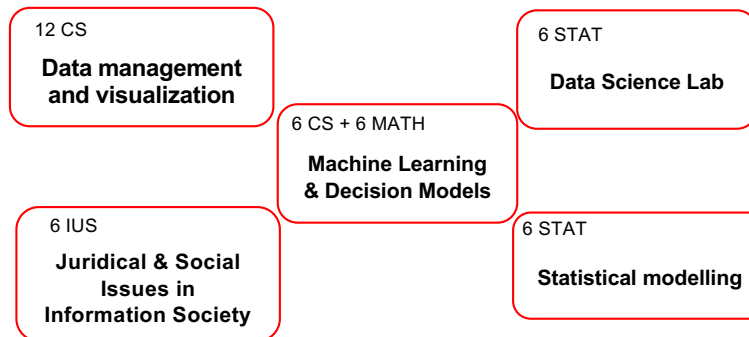 12 CS
Data management
and visualization
6 STAT
Data Science Lab
6 CS + 6 MATH
Machine Learning
& Decision Models
6 IUS
Juridical & Social
Issues in
Information Society
6 STAT
Statistical modelling